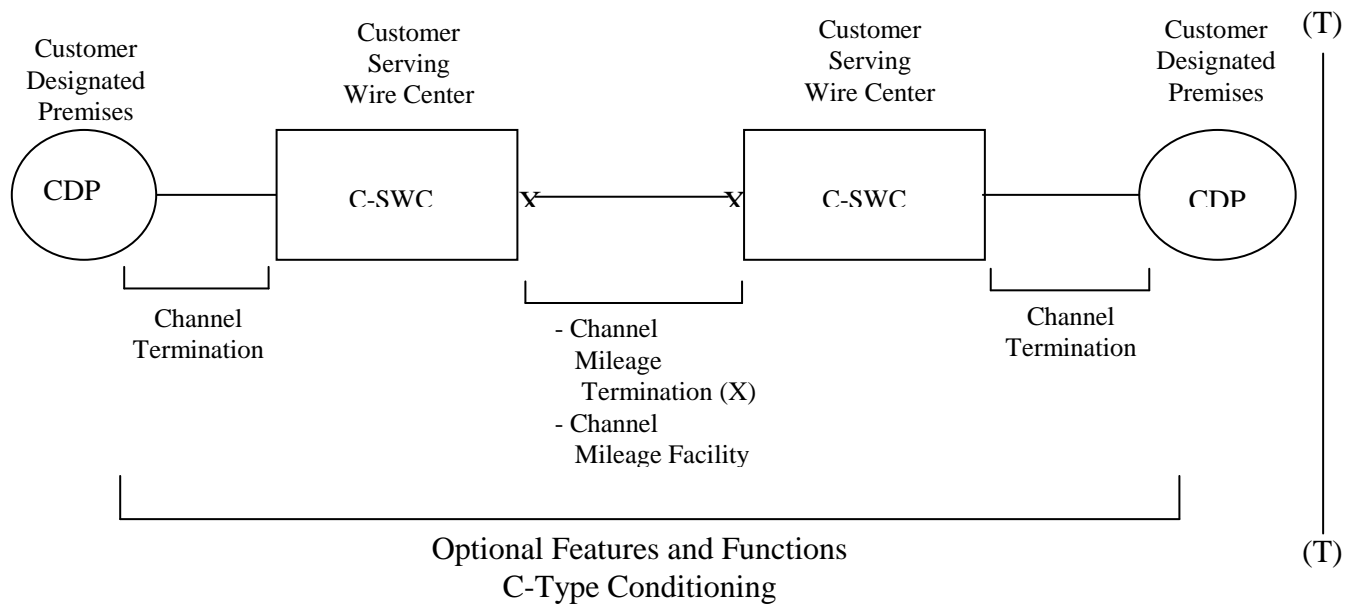 (T)
Customer
Designated
Premises
Customer
Serving
Wire Center
Customer
Serving
Wire Center
Customer
Designated
Premises
CDP
C-SWC
X
X
C-SWC
CDP
Channel
Termination
- Channel
Mileage
Termination (X)
- Channel
Mileage Facility
Channel
Termination
Optional Features and Functions
C-Type Conditioning
(T)